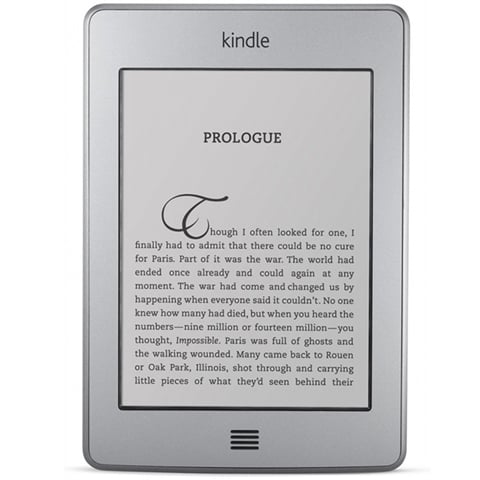 kindle
PROLOGUE
Though I often looked for one, I
finally had to admit that there could be no cure
for Paris. Part of it was the war. The world had
ended once already and could again at any
moment. The war had come and changed us by
happening when everyone said it couldn't. No one
knew how many had died, but when you heard the
numbers—nine million or fourteen million—you
thought, Impossible. Paris was full of ghosts and
the walking wounded. Many came back to Rouen
or Oak Park, Illinois, shot through and carrying
little pieces of what they'd seen behind their